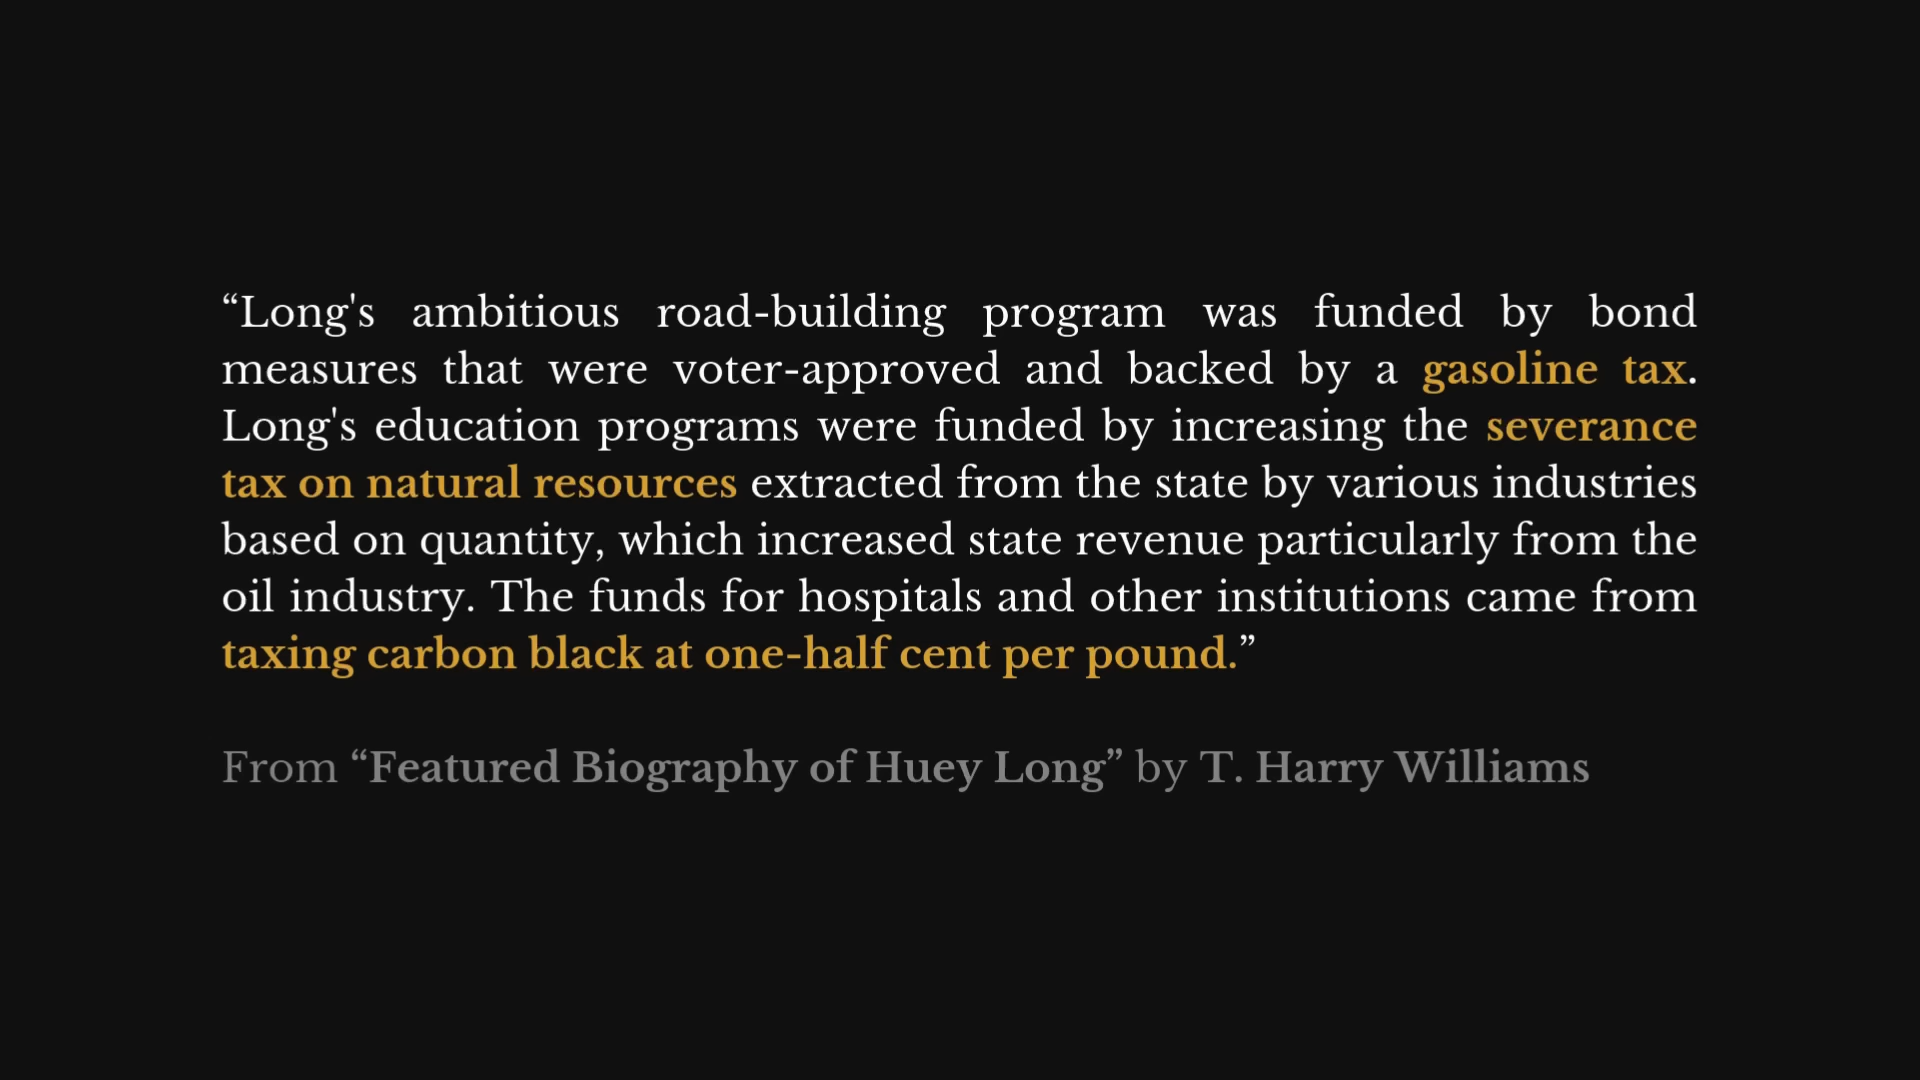 “Long's ambitious road-building program was funded by bond
measures that were voter-approved and backed by a gasoline tax.
Long's education programs were funded by increasing the severance
tax on natural resources extracted from the state by various industries
based on quantity, which increased state revenue particularly from the
oil industry. The funds for hospitals and other institutions came from
taxing carbon black at one-half cent per pound.”
From “Featured Biography of Huey Long” by T. Harry Williams